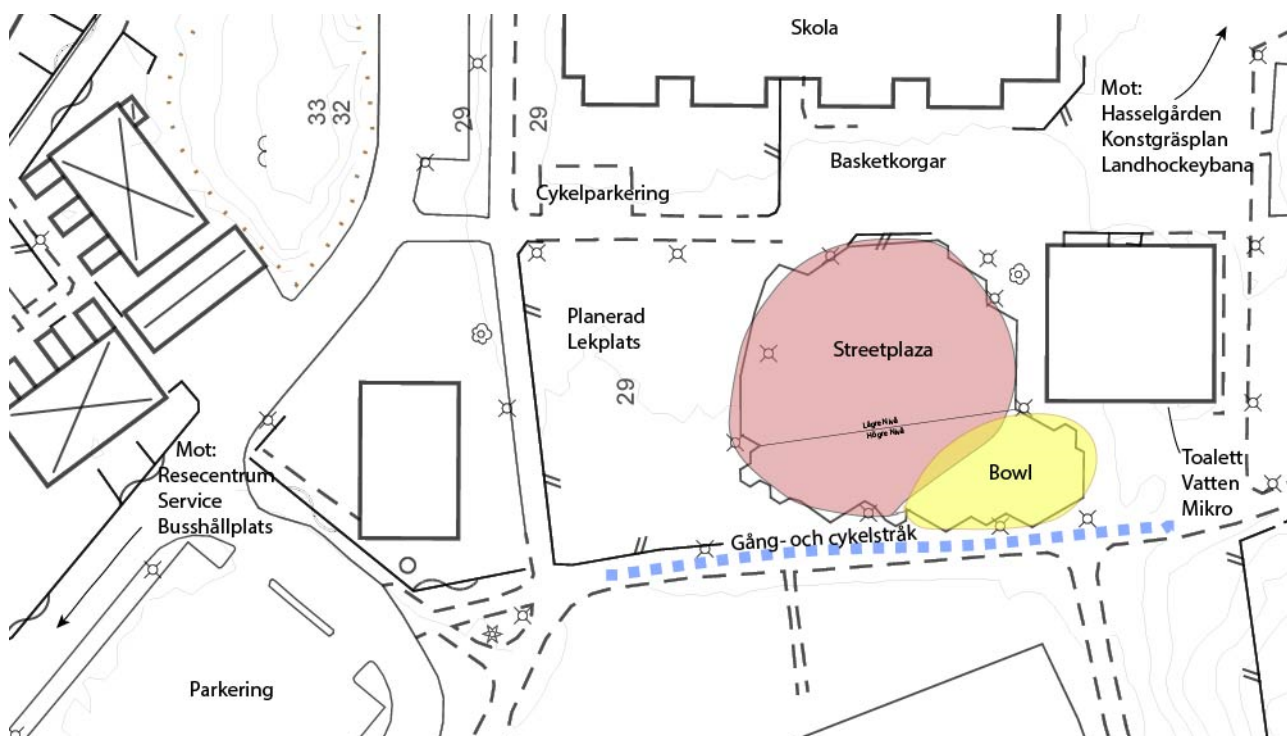 Skola
Mot:
Hasselgården
Konstgräsplan
Landhockeybana
33
32
29
29
Basketkorgar
Cykelparkering
Planerad
Lekplats
29
Streetplaza
Lägre Nivå
Högre Nivå
Bowl
Toalett
Vatten
Mikro
Mot:
Resecentrum
Service
Busshållplats
Gång- och cykelstråk
Parkering